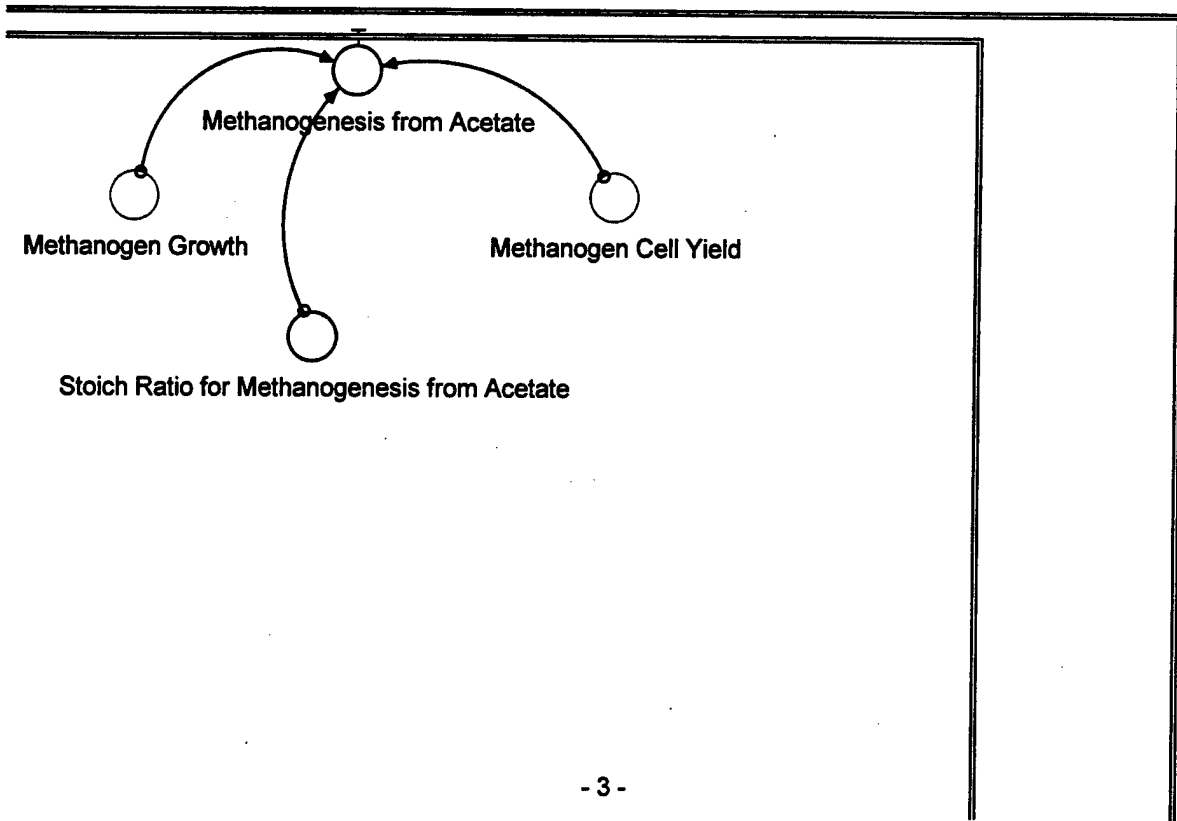 Methanogenesis from Acetate
Methanogen Growth
Methanogen Cell Yield
Stoich Ratio for Methanogenesis from Acetate
- 3 -